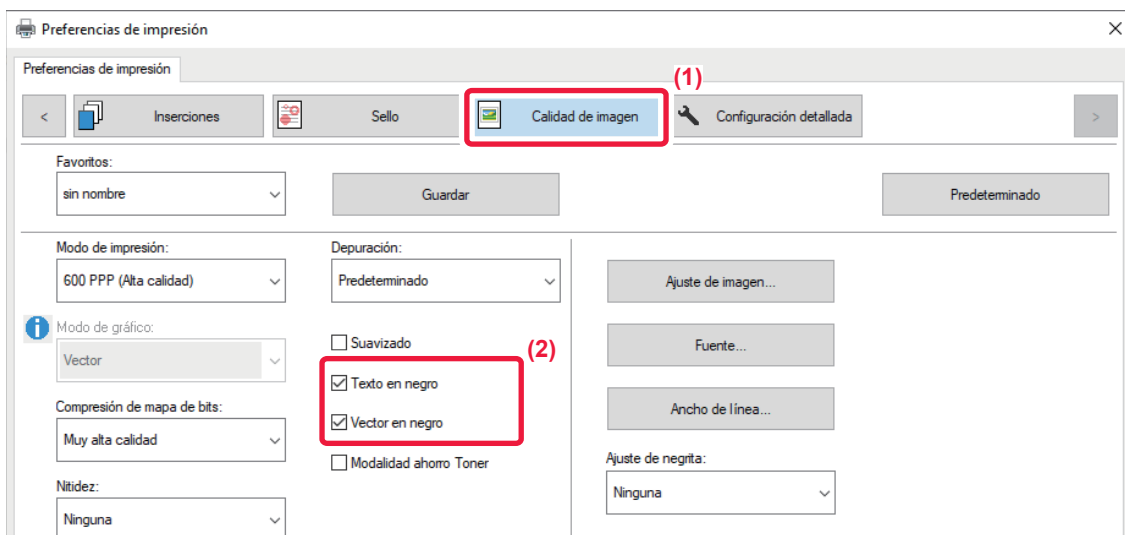 Preferencias de impresión
Preferencias de impresión
(1)
< Inserciones Sello Calidad de imagen Configuración detallada >
Favoritos:
sin nombre Guardar Predeterminado
Modo de impresión: Depuración:
600 PPP (Alta calidad) Predeterminado Ajuste de imagen...
Modo de gráfico:
Suavizado (2) Fuente...
Vector
Texto en negro
Compresión de mapa de bits: Ancho de línea...
Vector en negro
Muy alta calidad
Modalidad ahorro Toner Ajuste de negrita:
Nitidez:
Ninguna Ninguna